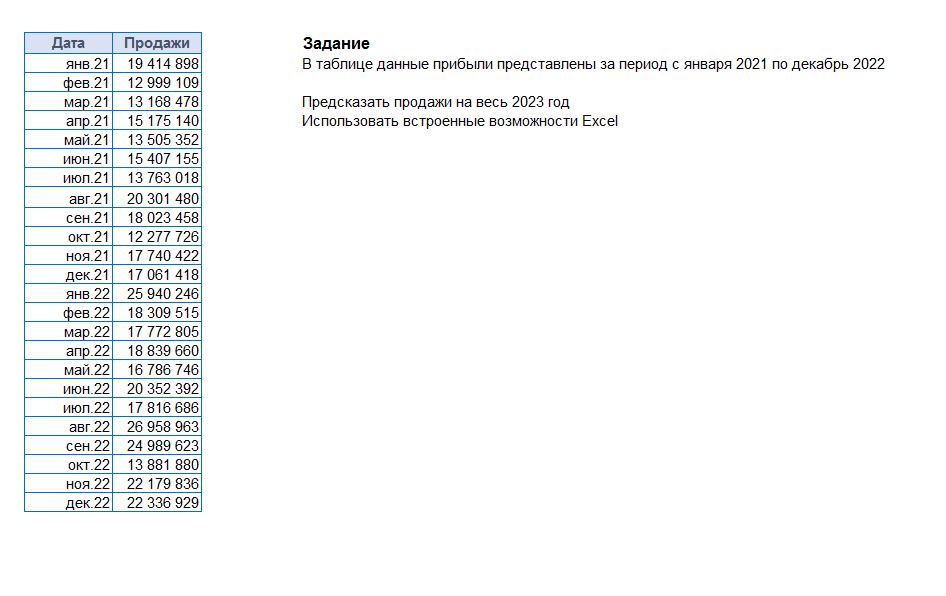 Дата Продажи
янв.21 19 414 898
фев.21 12 999 109
мар.21 13 168 478
апр.21 15 175 140
май.21 13 505 352
июн.21 15 407 155
июл.21 13 763 018
авг.21 20 301 480
сен.21 18 023 458
окт.21 12 277 726
ноя.21 17 740 422
дек.21 17 061 418
янв.22 25 940 246
фев.22 18 309 515
мар.22 17 772 805
апр.22 18 839 660
май.22 16 786 746
июн.22 20 352 392
июл.22 17 816 686
авг.22 26 958 963
сен.22 24 989 623
окт.22 13 881 880
ноя.22 22 179 836
дек.22 22 336 929
Задание
В таблице данные прибыли представлены за период с января 2021 по декабрь 2022
Предсказать продажи на весь 2023 год
Использовать встроенные возможности Excel